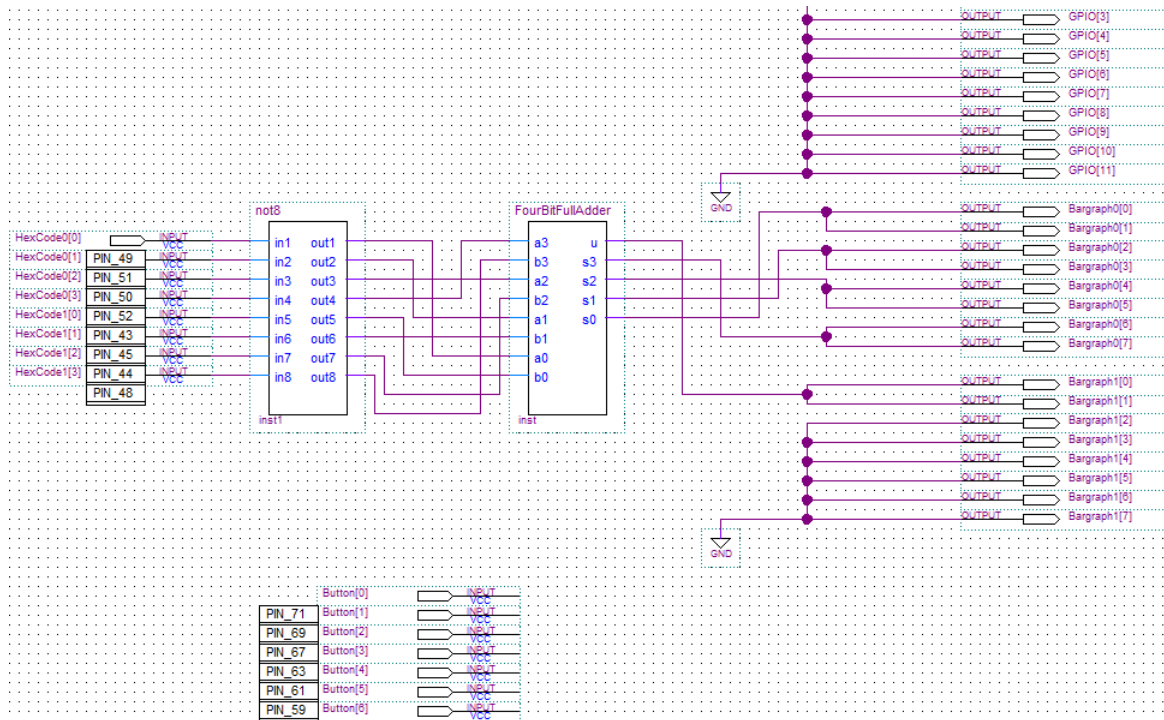 OUTPUT GPIO[3]
OUTPUT GPIO[4]
OUTPUT GPIO[5]
OUTPUT GPIO[6]
OUTPUT GPIO[7]
OUTPUT GPIO[8]
OUTPUT GPIO[9]
OUTPUT GPIO[10]
OUTPUT GPIO[11]
GND
not8
in1 out1
in2 out2
in3 out3
in4 out4
in5 out5
in6 out6
in7 out7
in8 out8
inst1
FourBitFullAdder
a3 u
b3 s3
a2 s2
b2 s1
a1 s0
b1
a0
b0
inst
HexCode0[0] INPUT VCC
HexCode0[1] PIN_49 INPUT VCC
HexCode0[2] PIN_51 INPUT VCC
HexCode0[3] PIN_50 INPUT VCC
HexCode1[0] PIN_52 INPUT VCC
HexCode1[1] PIN_43 INPUT VCC
HexCode1[2] PIN_45 INPUT VCC
HexCode1[3] PIN_44 INPUT VCC
PIN_48
OUTPUT Bargraph0[0]
OUTPUT Bargraph0[1]
OUTPUT Bargraph0[2]
OUTPUT Bargraph0[3]
OUTPUT Bargraph0[4]
OUTPUT Bargraph0[5]
OUTPUT Bargraph0[6]
OUTPUT Bargraph0[7]
OUTPUT Bargraph1[0]
OUTPUT Bargraph1[1]
OUTPUT Bargraph1[2]
OUTPUT Bargraph1[3]
OUTPUT Bargraph1[4]
OUTPUT Bargraph1[5]
OUTPUT Bargraph1[6]
OUTPUT Bargraph1[7]
GND
Button[0] INPUT VCC
PIN_71 Button[1] INPUT VCC
PIN_69 Button[2] INPUT VCC
PIN_67 Button[3] INPUT VCC
PIN_63 Button[4] INPUT VCC
PIN_61 Button[5] INPUT VCC
PIN_59 Button[6] INPUT VCC